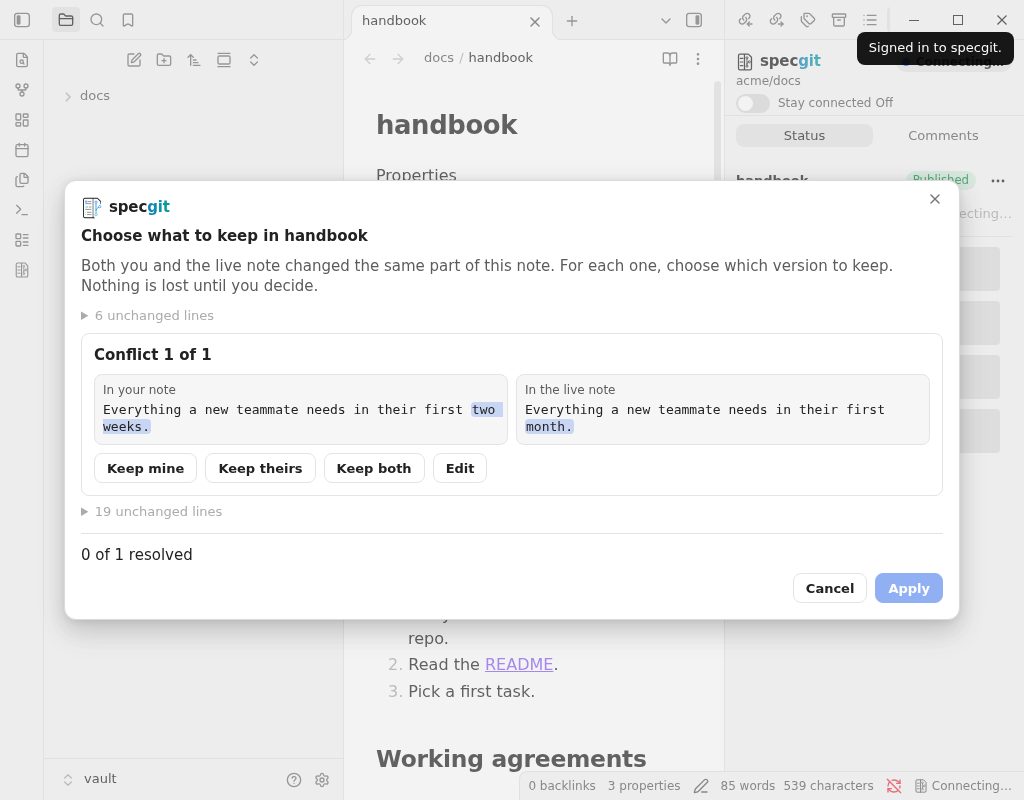 handbook
Signed in to specgit.
docs / handbook
specgit
Connecting…
acme/docs
docs
Stay connected Off
handbook
Status
Comments
Properties
handbook
Published
specgit
Choose what to keep in handbook
Both you and the live note changed the same part of this note. For each one, choose which version to keep.
Nothing is lost until you decide.
6 unchanged lines
Conflict 1 of 1
In your note
Everything a new teammate needs in their first two
weeks.
In the live note
Everything a new teammate needs in their first
month.
Keep mine
Keep theirs
Keep both
Edit
19 unchanged lines
0 of 1 resolved
Cancel
Apply
repo.
2. Read the README.
3. Pick a first task.
Working agreements
vault
0 backlinks
3 properties
85 words
539 characters
Connecting…